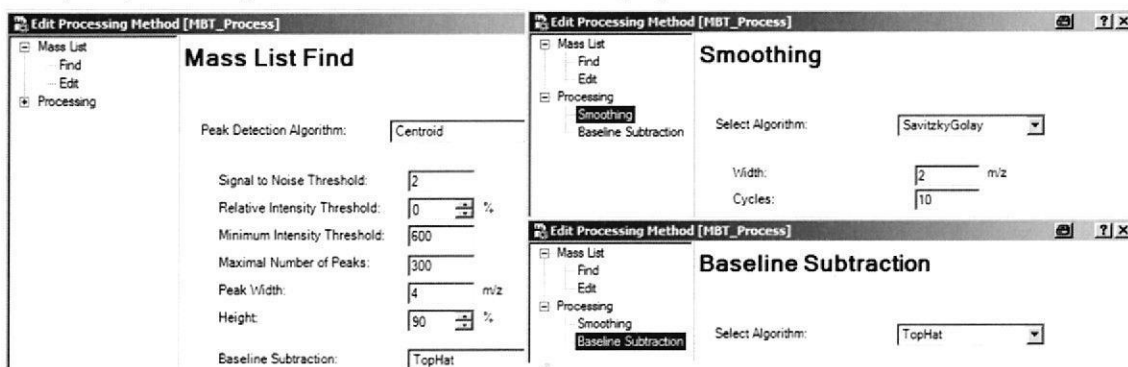 Edit Processing Method [MBT_Process]
Mass List
Find
Edit
Processing
Mass List Find
Peak Detection Algorithm: Centroid
Signal to Noise Threshold: 2
Relative Intensity Threshold: 0 %
Minimum Intensity Threshold: 600
Maximal Number of Peaks: 300
Peak Width: 4 m/z
Height: 90 %
Baseline Subtraction: TopHat
Edit Processing Method [MBT_Process]
Mass List
Find
Edit
Processing
Smoothing
Baseline Subtraction
Smoothing
Select Algorithm: SavitzkyGolay
Width: 2 m/z
Cycles: 10
Edit Processing Method [MBT_Process]
Mass List
Find
Edit
Processing
Smoothing
Baseline Subtraction
Baseline Subtraction
Select Algorithm: TopHat